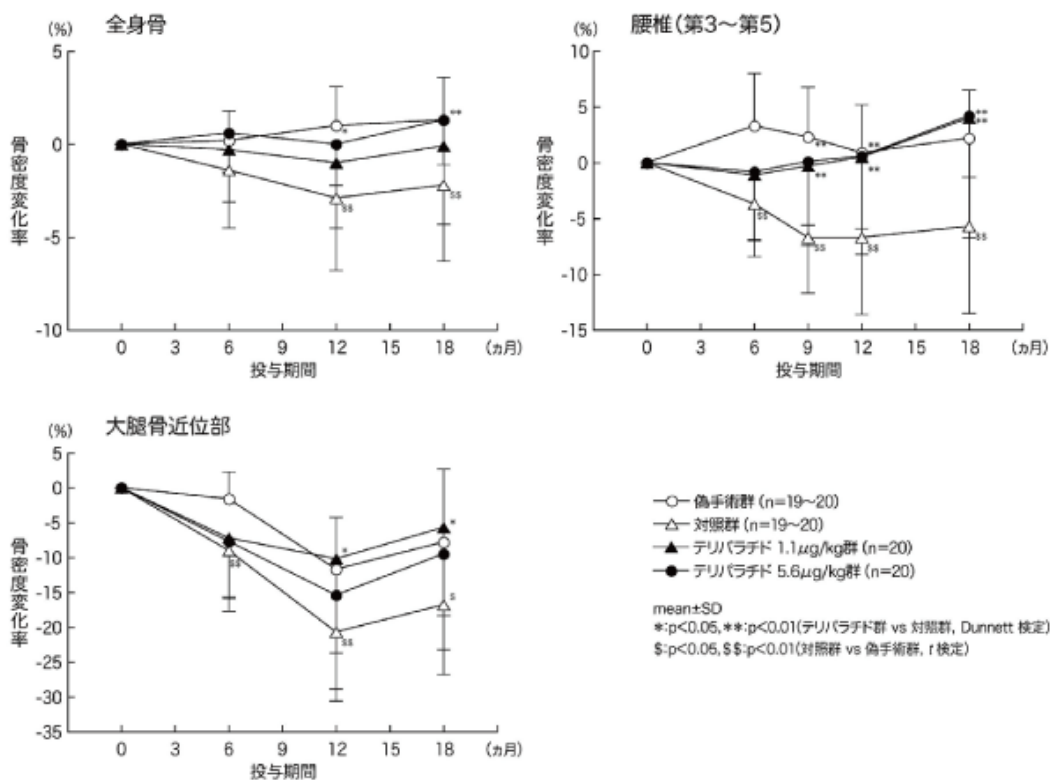 全身骨
(%)
5
0
-5
-10
骨密度変化率
*
**
$$
$$
0 3 6 9 12 15 18 (ヵ月)
投与期間
腰椎(第3～第5)
(%)
10
5
0
-5
-10
-15
骨密度変化率
**
**
**
**
**
**
$$
$$
$$
$$
0 3 6 9 12 15 18 (ヵ月)
投与期間
大腿骨近位部
(%)
5
0
-5
-10
-15
-20
-25
-30
-35
骨密度変化率
*
*
$$
$$
$
0 3 6 9 12 15 18 (ヵ月)
投与期間
偽手術群(n=19～20)
対照群(n=19～20)
テリパラチド 1.1μg/kg群(n=20)
テリパラチド 5.6μg/kg群(n=20)
mean±SD
*:p<0.05,**:p<0.01(テリパラチド群 vs 対照群, Dunnett 検定)
$:p<0.05,$$:p<0.01(対照群 vs 偽手術群, t 検定)